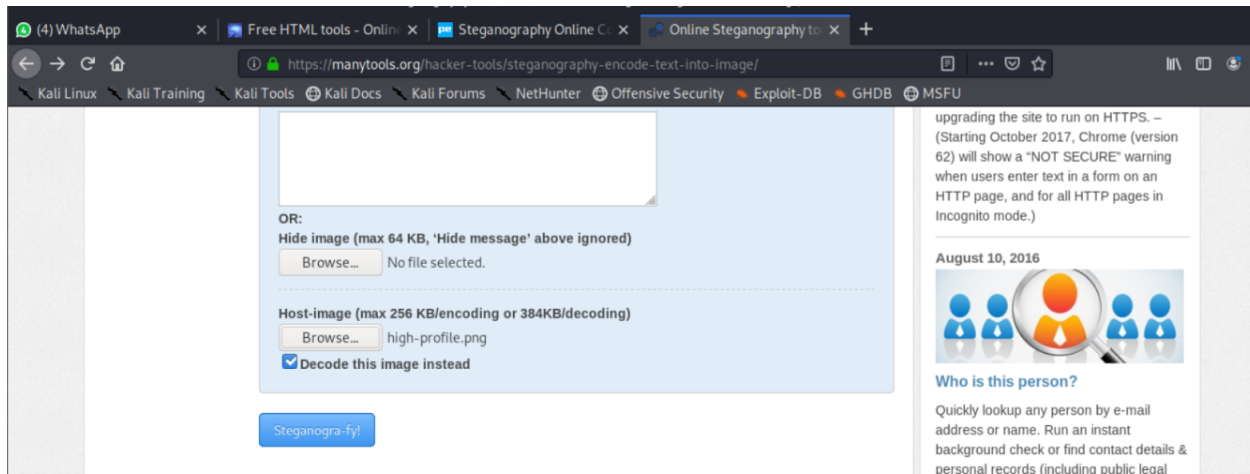 (4) WhatsApp
Free HTML tools - Online
Steganography Online Co
Online Steganography to
https://manytools.org/hacker-tools/steganography-encode-text-into-image/
Kali Linux Kali Training Kali Tools Kali Docs Kali Forums NetHunter Offensive Security Exploit-DB GHDB MSFU
OR:
Hide image (max 64 KB, ‘Hide message’ above ignored)
Browse… No file selected.
Host-image (max 256 KB/encoding or 384KB/decoding)
Browse… high-profile.png
Decode this image instead
Steganogra-fy!
upgrading the site to run on HTTPS. –
(Starting October 2017, Chrome (version
62) will show a “NOT SECURE” warning
when users enter text in a form on an
HTTP page, and for all HTTP pages in
Incognito mode.)
August 10, 2016
Who is this person?
Quickly lookup any person by e-mail
address or name. Run an instant
background check or find contact details &
personal records (including public legal